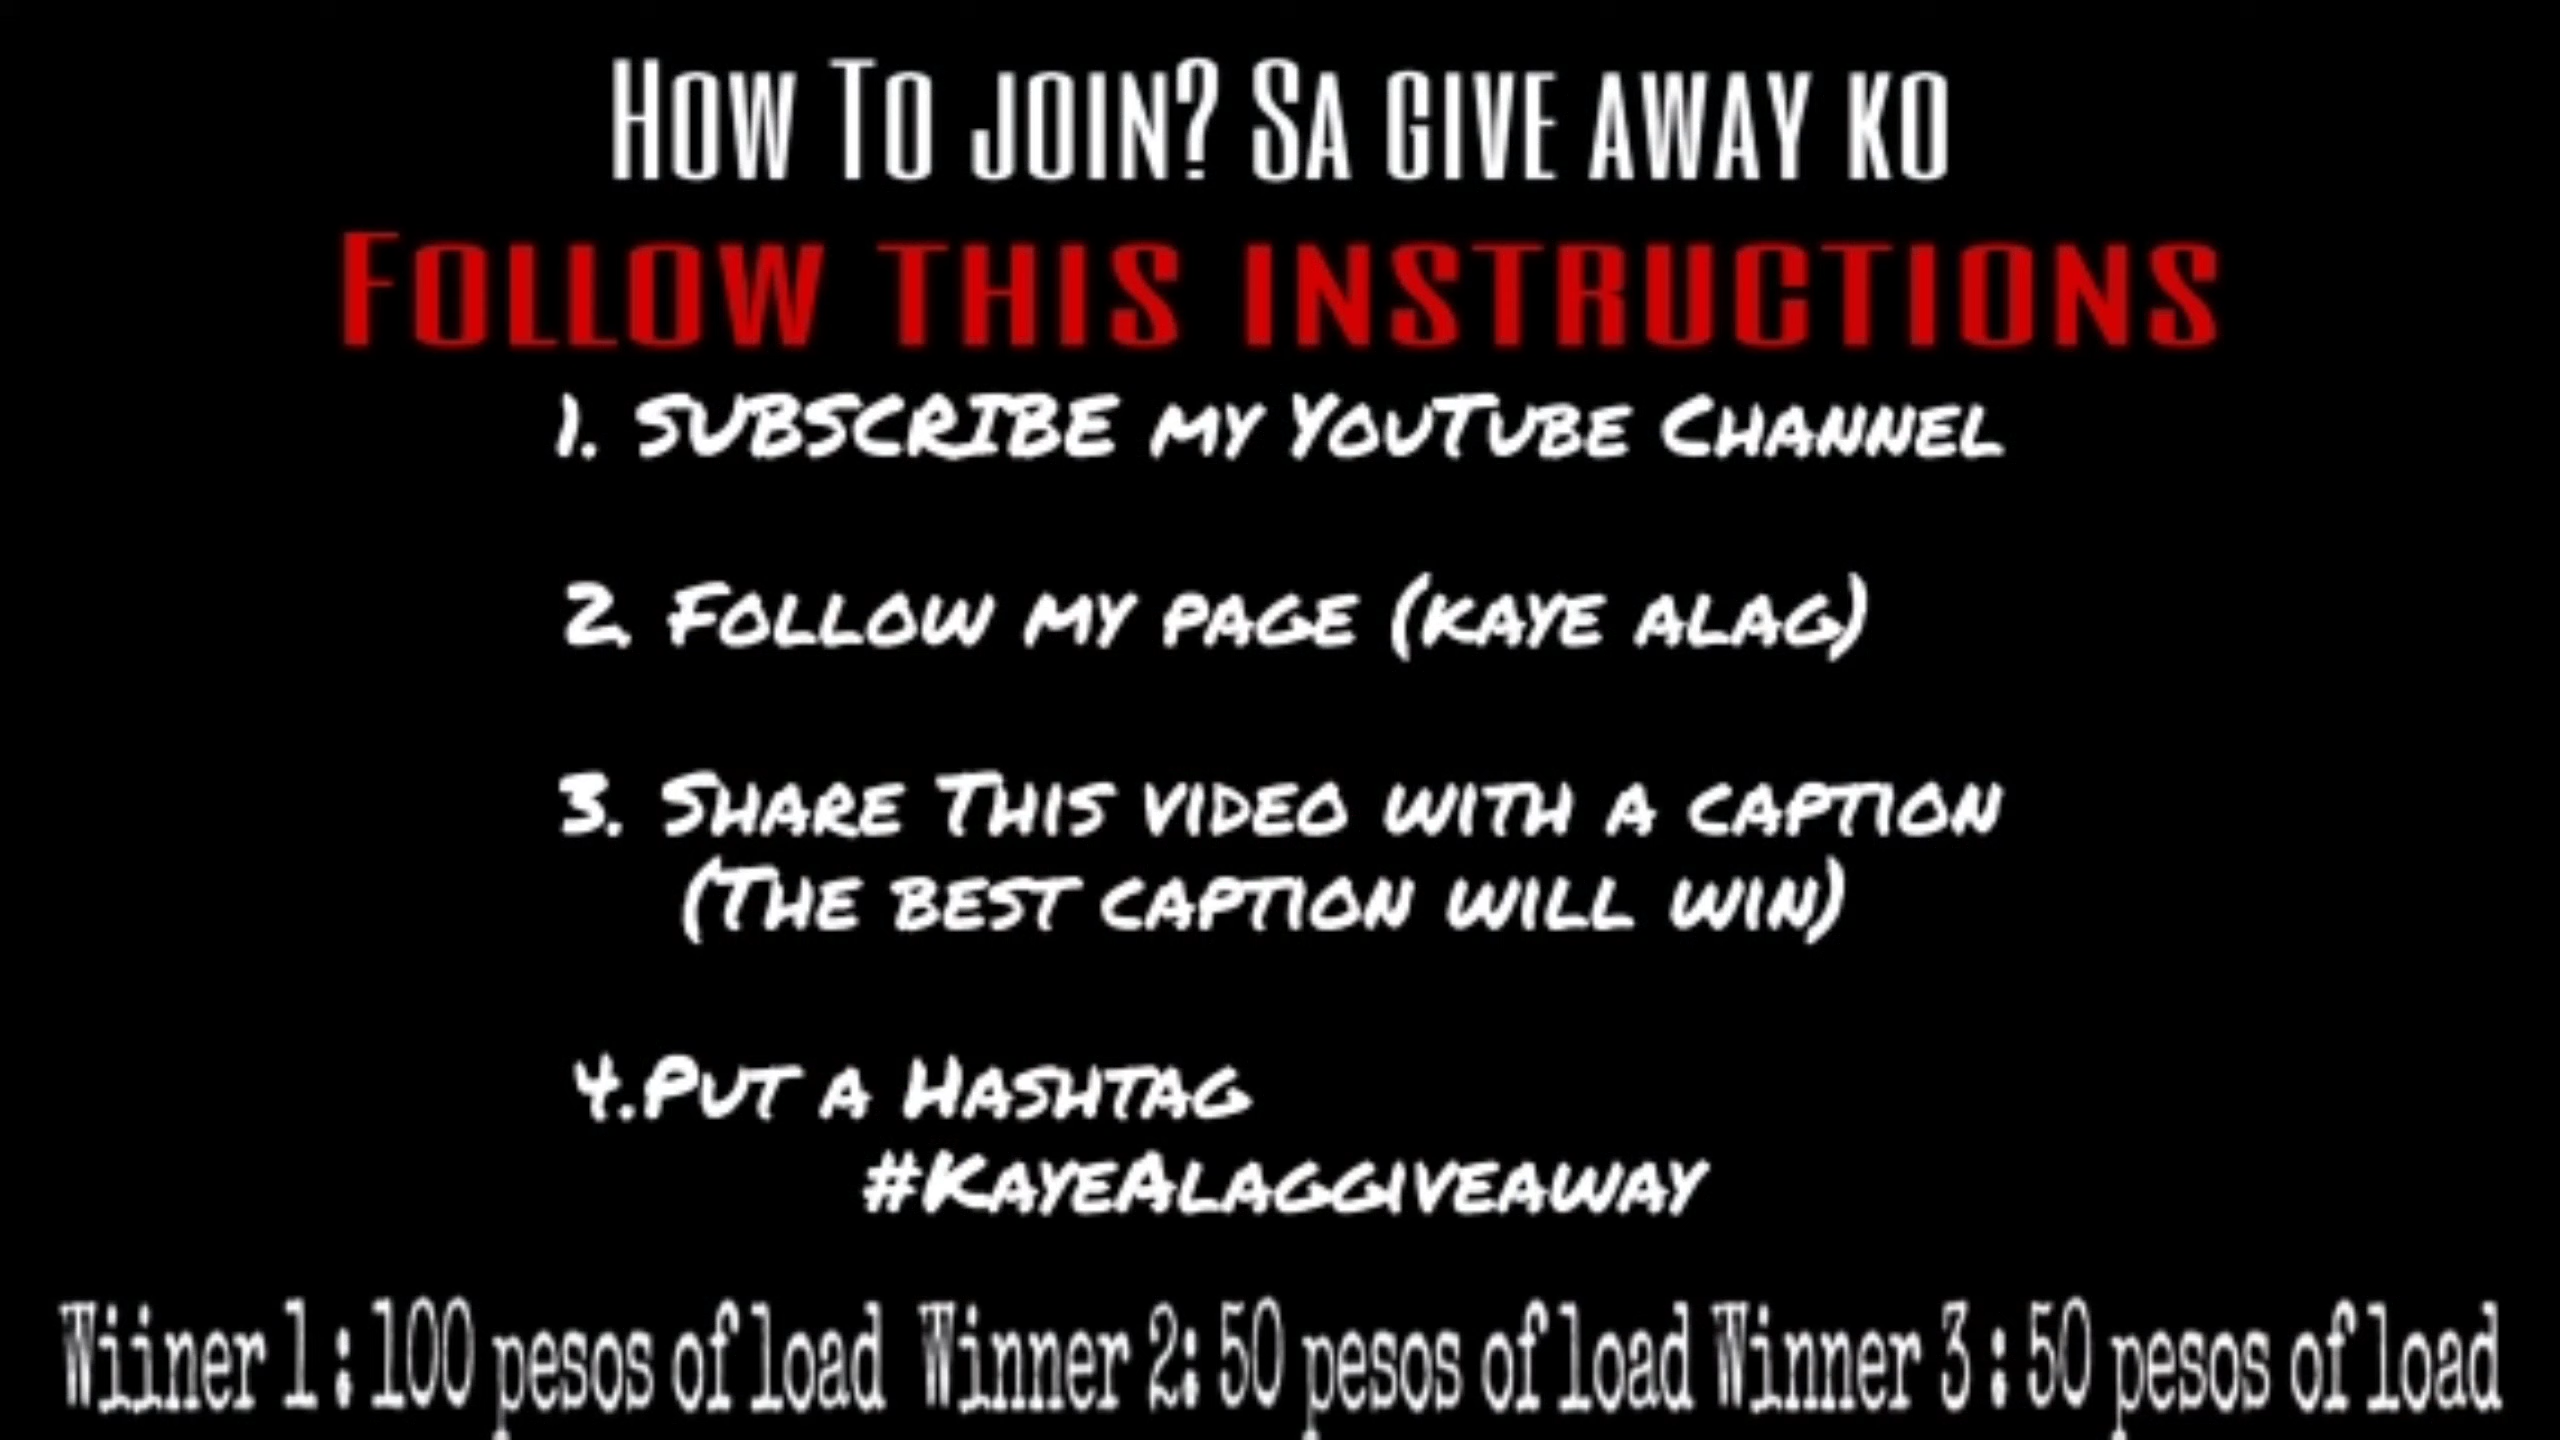 How To join? Sa give away ko
Follow this instructions
1. SUBSCRIBE my YouTube Channel
2. Follow my page (kaye alag)
3. Share This video with a caption
(The best caption will win)
4.Put a Hashtag
#KayeAlaggiveaway
Wiiner 1 : 100 pesos of load Winner 2: 50 pesos of load Winner 3 : 50 pesos of load